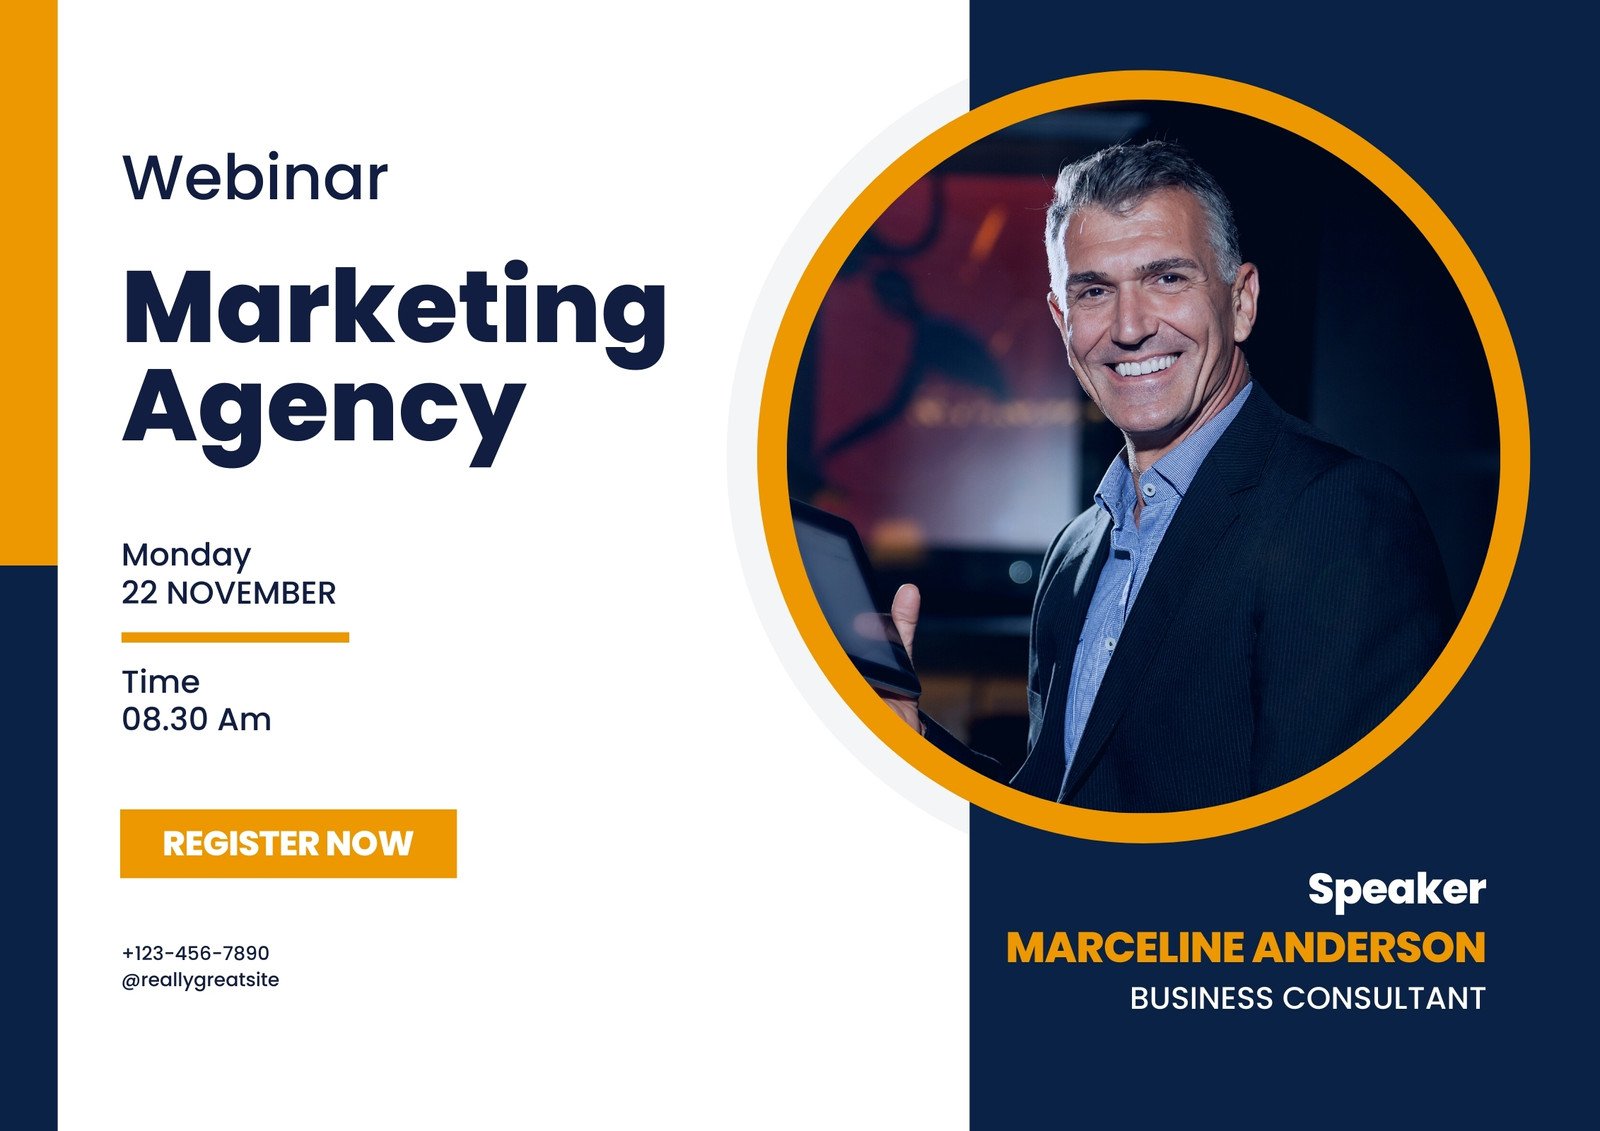 Webinar
Marketing
Agency
Monday
22 NOVEMBER
Time
08.30 Am
REGISTER NOW
+123-456-7890
@reallygreatsite
Speaker
MARCELINE ANDERSON
BUSINESS CONSULTANT